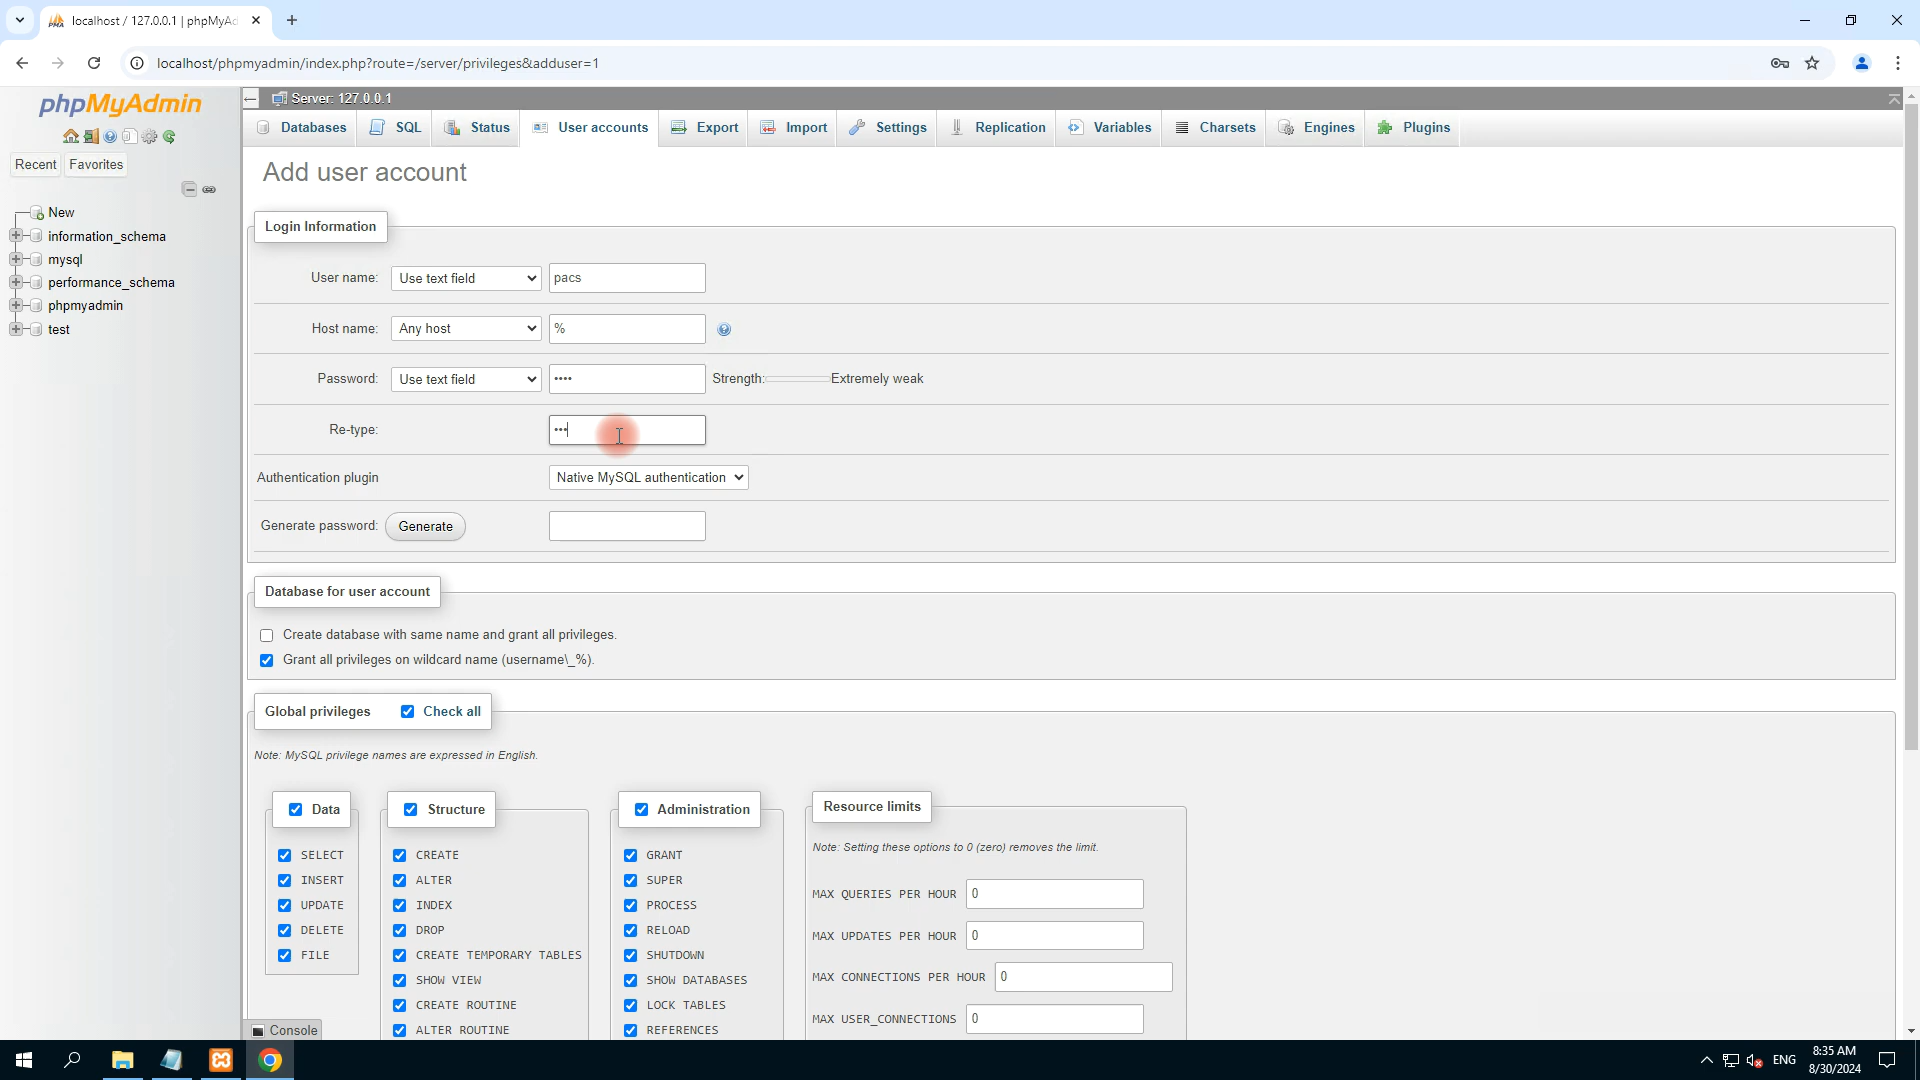 localhost / 127.0.0.1 | phpMyAd
localhost/phpmyadmin/index.php?route=/server/privileges&adduser=1
phpMyAdmin
Recent
Favorites
New
information_schema
mysql
performance_schema
phpmyadmin
test
Server: 127.0.0.1
Databases
SQL
Status
User accounts
Export
Import
Settings
Replication
Variables
Charsets
Engines
Plugins
Add user account
Login Information
User name:
Use text field
pacs
Host name:
Any host
%
Password:
Use text field
••••
Strength:
Extremely weak
Re-type:
•••
Authentication plugin
Native MySQL authentication
Generate password:
Generate
Database for user account
Create database with same name and grant all privileges.
Grant all privileges on wildcard name (username\_%).
Global privileges
Check all
Note: MySQL privilege names are expressed in English.
Data
SELECT
INSERT
UPDATE
DELETE
FILE
Structure
CREATE
ALTER
INDEX
DROP
CREATE TEMPORARY TABLES
SHOW VIEW
CREATE ROUTINE
ALTER ROUTINE
Administration
GRANT
SUPER
PROCESS
RELOAD
SHUTDOWN
SHOW DATABASES
LOCK TABLES
REFERENCES
Resource limits
Note: Setting these options to 0 (zero) removes the limit.
MAX QUERIES PER HOUR
0
MAX UPDATES PER HOUR
0
MAX CONNECTIONS PER HOUR
0
MAX USER_CONNECTIONS
0
Console
ENG
8:35 AM
8/30/2024